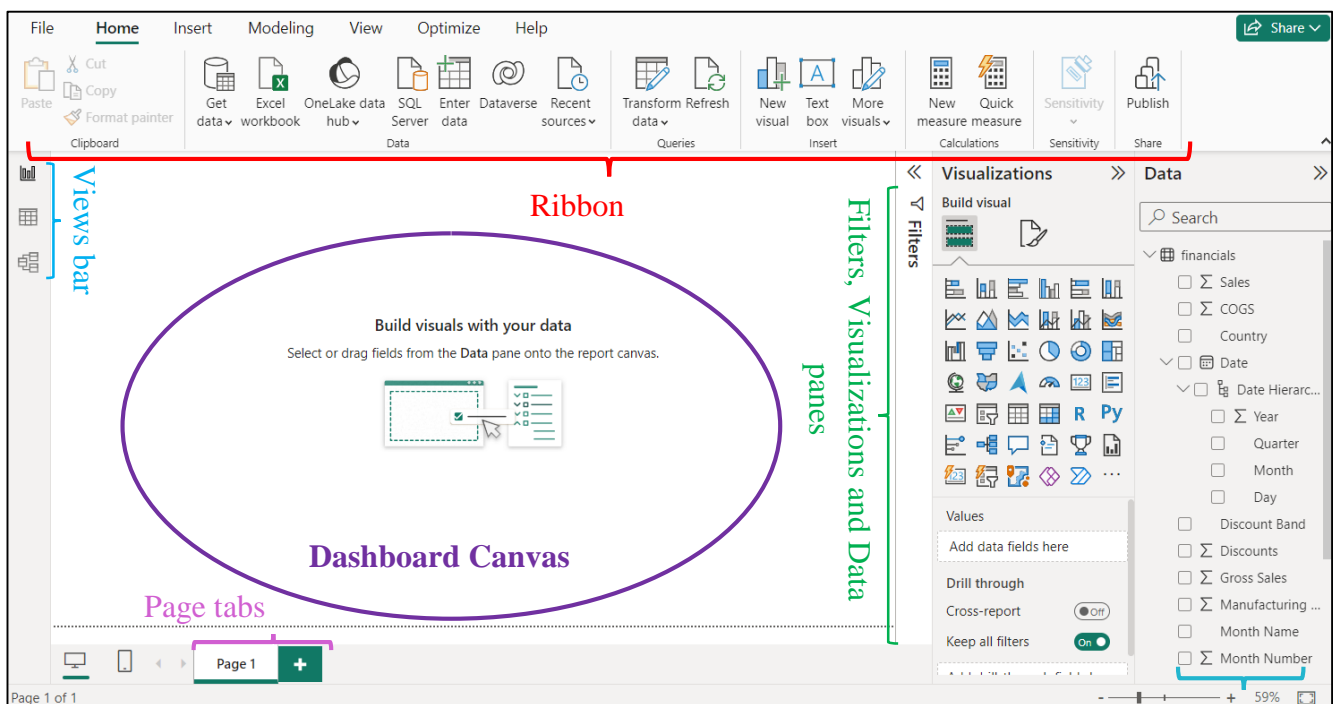 File Home Insert Modeling View Optimize Help Share
Paste
Cut
Copy
Format painter
Clipboard
Get data
Excel workbook
OneLake data hub
SQL Server
Enter data
Dataverse
Recent sources
Data
Transform data
Refresh
Queries
New visual
Text box
More visuals
Insert
New measure
Quick measure
Calculations
Sensitivity
Sensitivity
Publish
Share
Ribbon
Views bar
Build visuals with your data
Select or drag fields from the Data pane onto the report canvas.
Dashboard Canvas
Page tabs
Page 1
Page 1 of 1
Filters, Visualizations and Data
panes
Filters
Visualizations
Build visual
R Py
123
123
Values
Add data fields here
Drill through
Cross-report Off
Keep all filters On
Data
Search
financials
Σ Sales
Σ COGS
Country
Date
Date Hierarc...
Σ Year
Quarter
Month
Day
Discount Band
Σ Discounts
Σ Gross Sales
Σ Manufacturing ...
Month Name
Σ Month Number
- + 59%